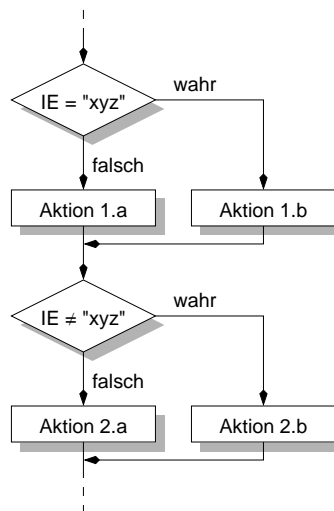 IE = "xyz"
wahr
falsch
Aktion 1.a
Aktion 1.b
IE ≠ "xyz"
wahr
falsch
Aktion 2.a
Aktion 2.b